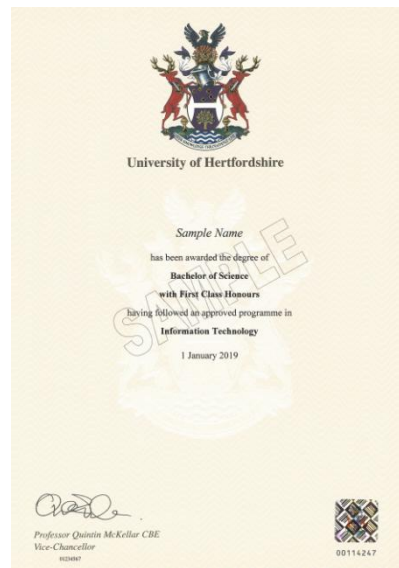 University of Hertfordshire
Sample Name
has been awarded the degree of
Bachelor of Science
with First Class Honours
having followed an approved programme in
Information Technology
1 January 2019
SAMPLE
Professor Quintin McKellar CBE
Vice-Chancellor
01234567
00114247